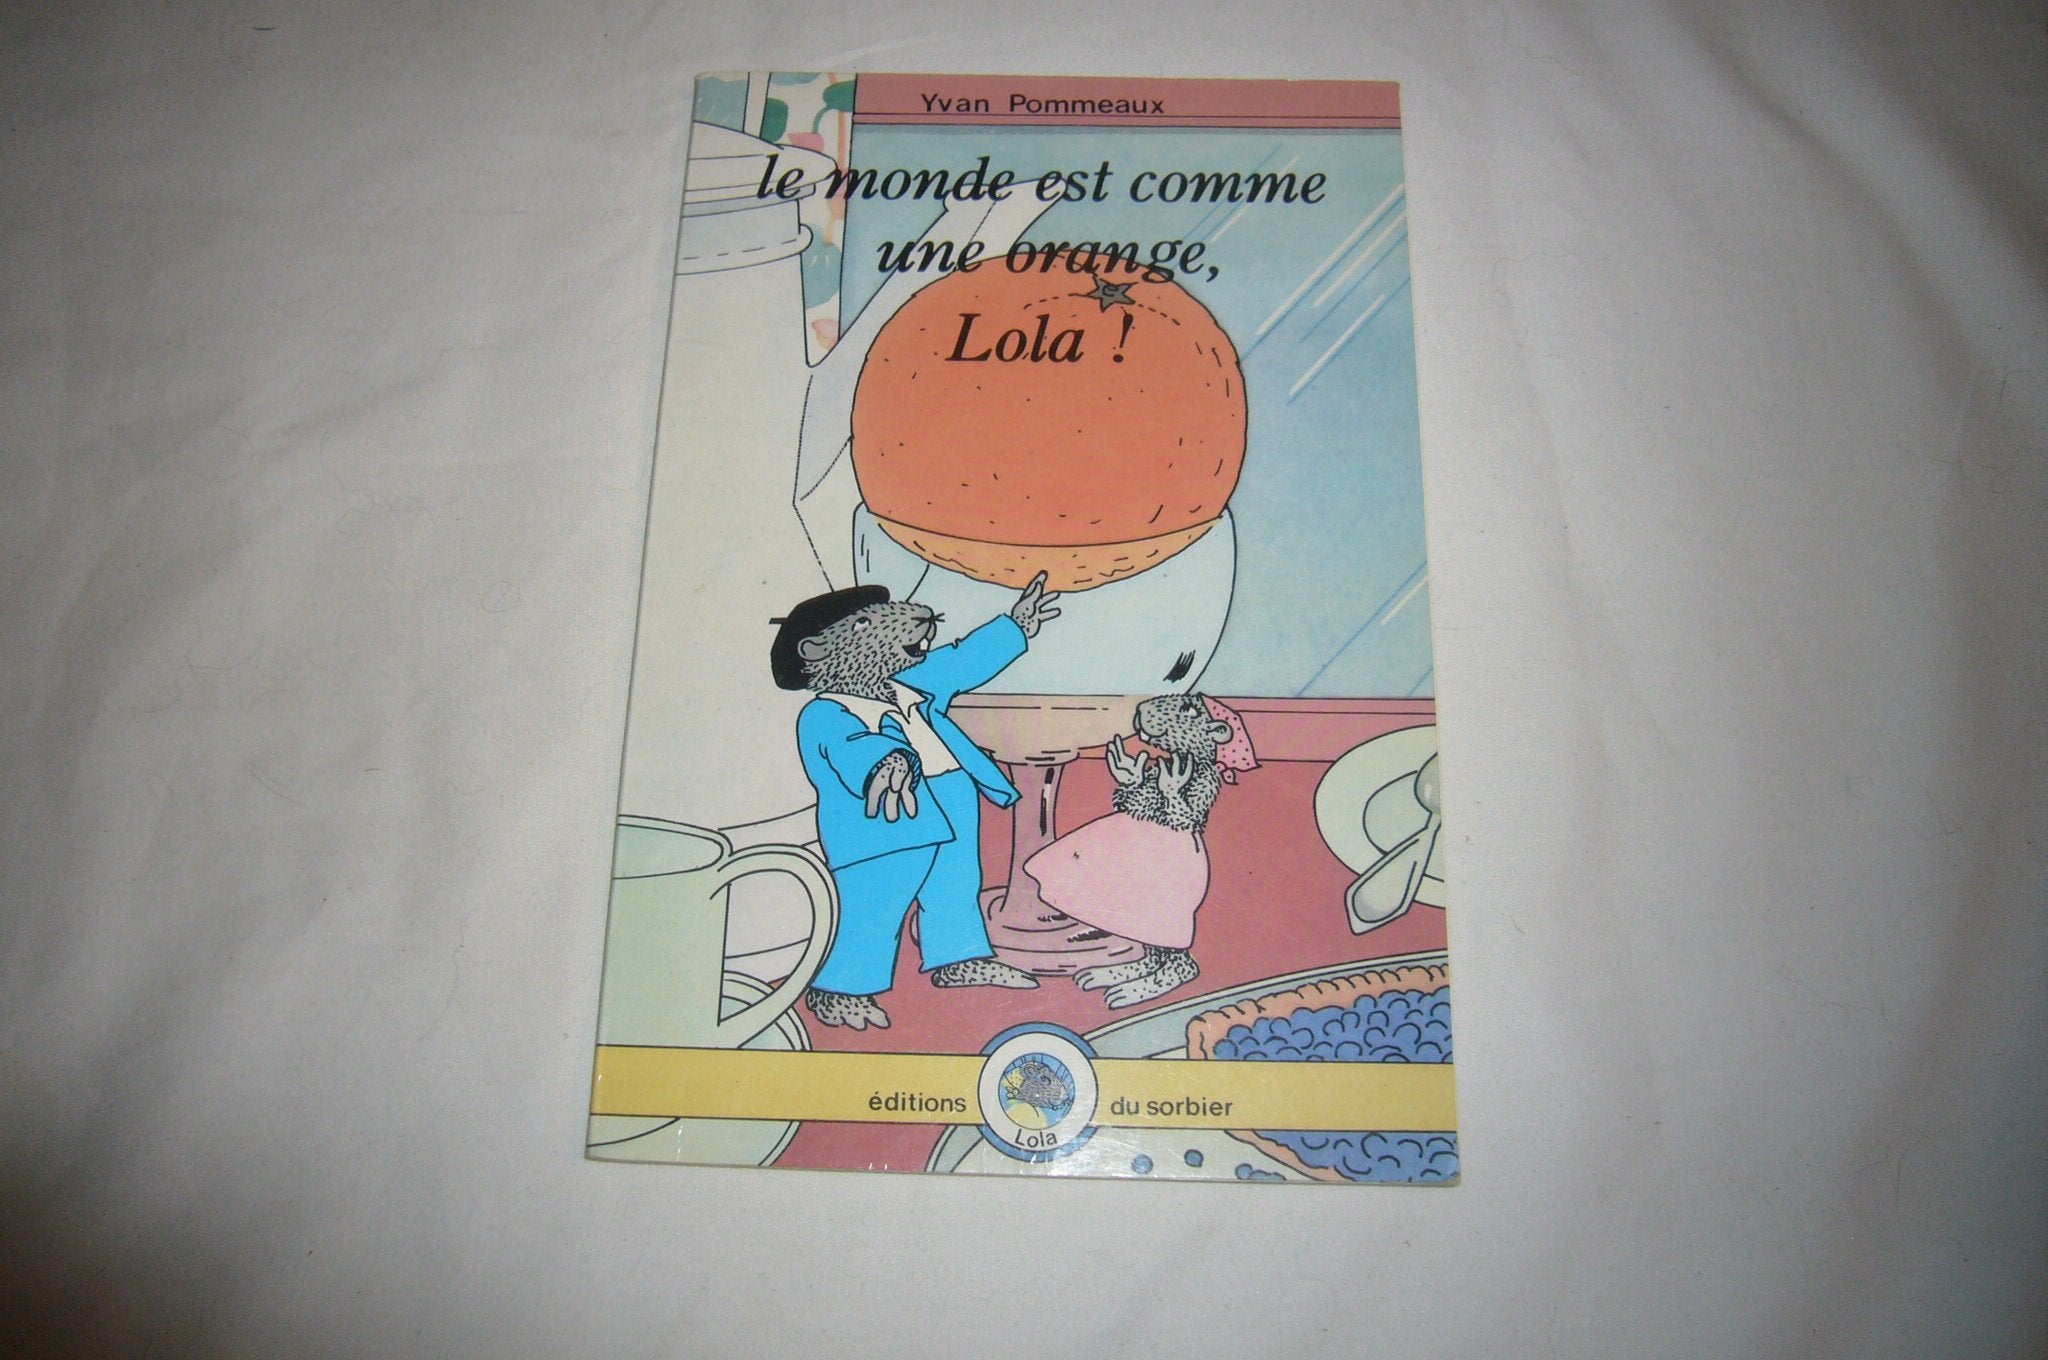 Yvan Pommeaux
le monde est comme
une orange,
Lola !
éditions du sorbier
Lola